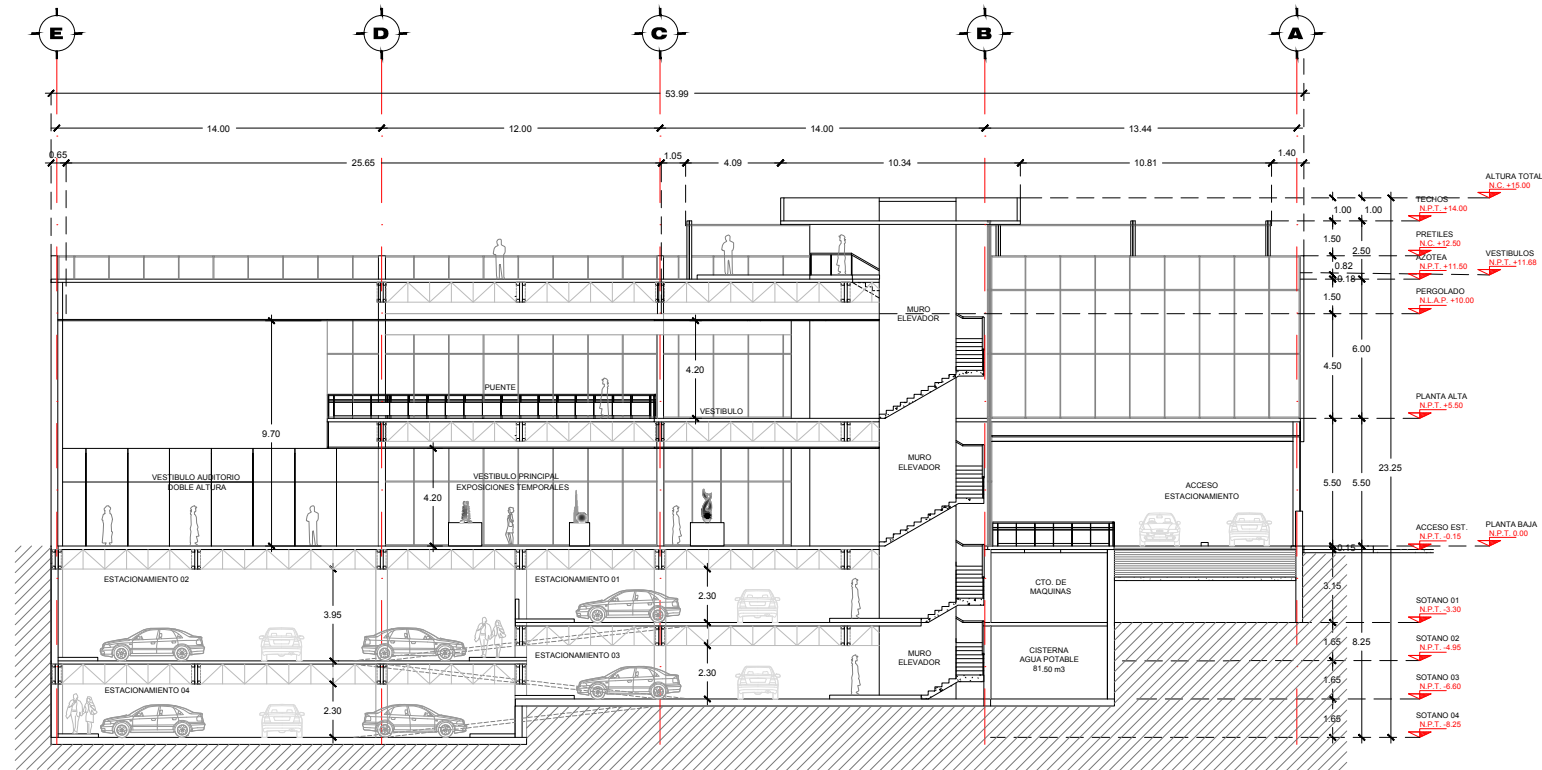 E D C B A
53.99
14.00 12.00 14.00 13.44
0.65 25.65 1.05 4.09 10.34 10.81 1.40
ALTURA TOTAL
N.C. +15.00
TECHOS
N.P.T. +14.00
1.00 1.00
PRETILES
N.C. +12.50
1.50
2.50
AZOTEA
N.P.T. +11.50
VESTIBULOS
N.P.T. +11.68
0.82
0.18
PERGOLADO
N.L.A.P. +10.00
1.50
MURO
ELEVADOR
6.00
4.50
4.20
PUENTE
VESTIBULO
PLANTA ALTA
N.P.T. +5.50
9.70
MURO
ELEVADOR
23.25
VESTIBULO AUDITORIO
DOBLE ALTURA
VESTIBULO PRINCIPAL
EXPOSICIONES TEMPORALES
4.20
ACCESO
ESTACIONAMIENTO
5.50 5.50
ACCESO EST.
N.P.T. -0.15
PLANTA BAJA
N.P.T. 0.00
0.15
ESTACIONAMIENTO 02
ESTACIONAMIENTO 01
CTO. DE
MAQUINAS
3.15
2.30
3.95
SOTANO 01
N.P.T. -3.30
ESTACIONAMIENTO 03
MURO
ELEVADOR
CISTERNA
AGUA POTABLE
81.50 m3
1.65 8.25
SOTANO 02
N.P.T. -4.95
2.30
ESTACIONAMIENTO 04
1.65
SOTANO 03
N.P.T. -6.60
2.30
1.65
SOTANO 04
N.P.T. -8.25